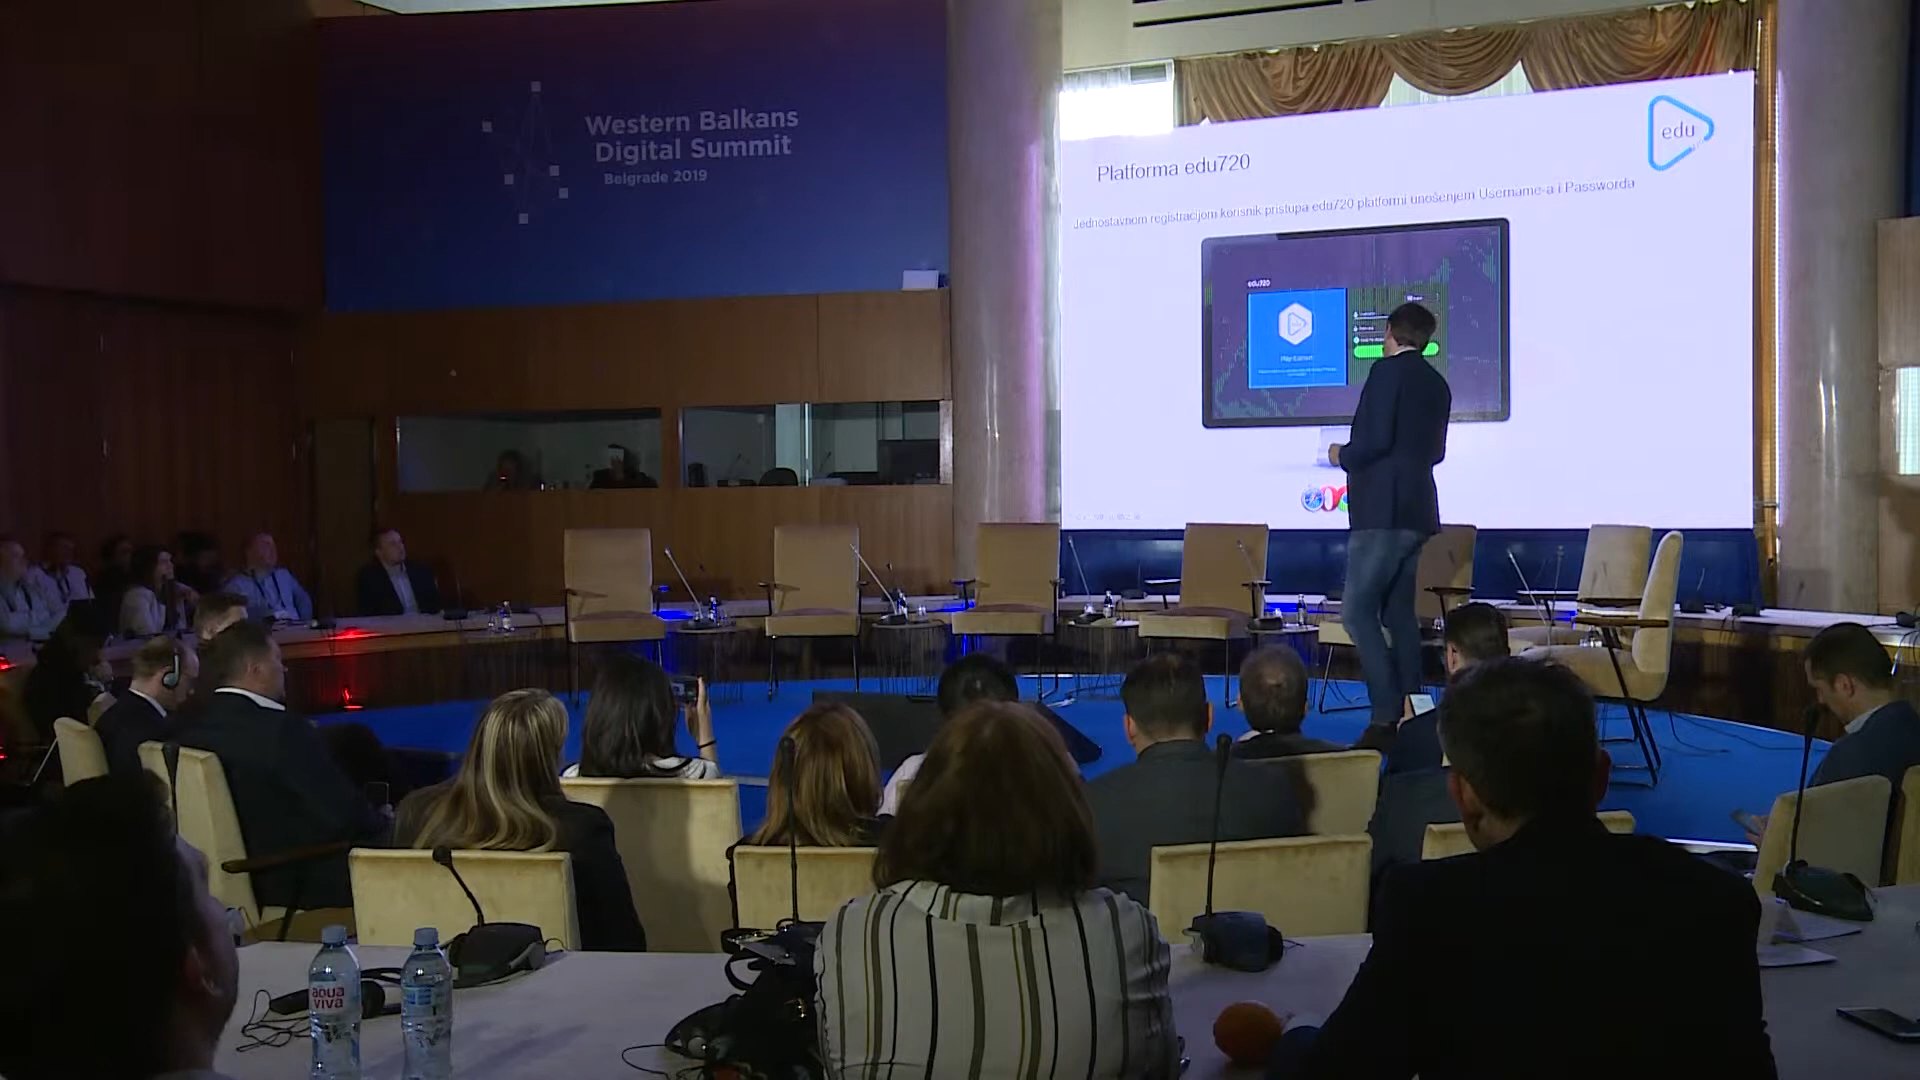 Western Balkans
Digital Summit
Belgrade 2019
edu
Platforma edu720
Jednostavnom registracijom korisnik pristupa edu720 platformi unošenjem Username-a i Passworda
edu720
aqua
viva